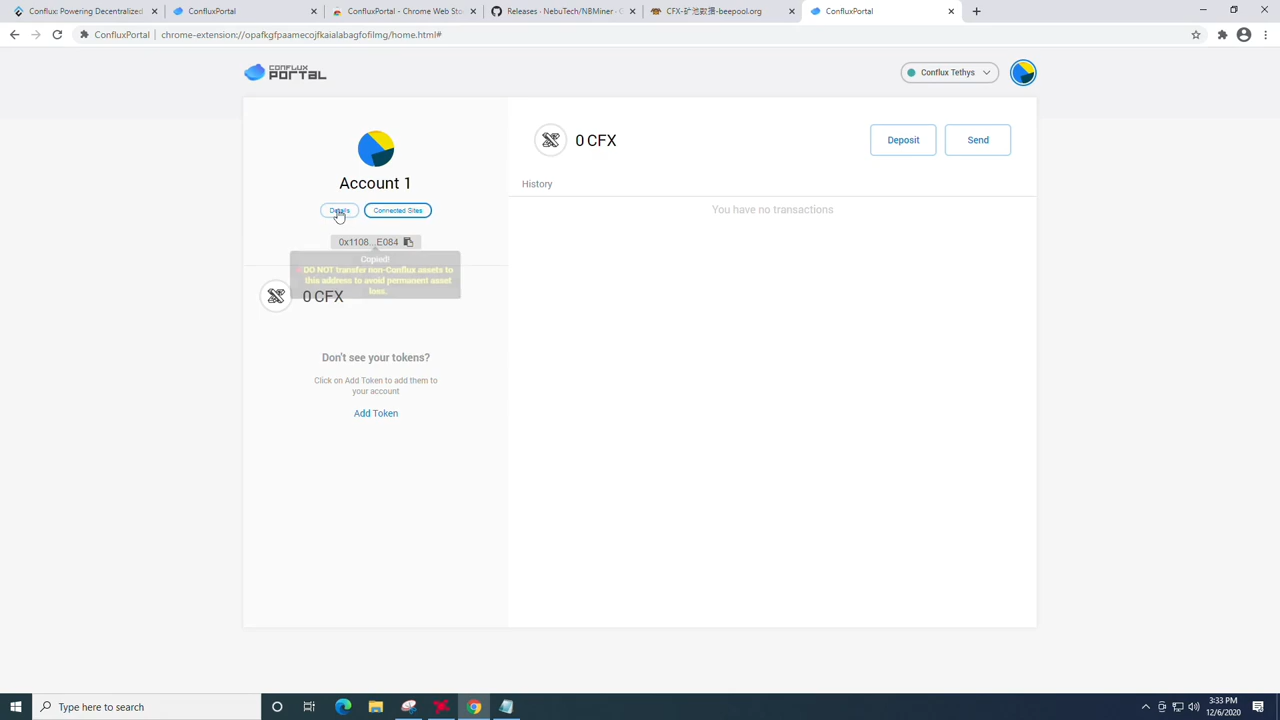 Conflux Powering Decentralized
ConfluxPortal
ConfluxPortal - Chrome Web Sto
Releases · NebuTech/NBMiner · G
CFX-矿池数据-beepool.org
ConfluxPortal
ConfluxPortal
chrome-extension://opafkgfpaamecojfkaialabagfofilmg/home.html#
CONFLUX
PORTAL
Conflux Tethys
Account 1
Details
Connected Sites
0x1108...E084
Copied!
DO NOT transfer non-Conflux assets to
this address to avoid permanent asset
loss.
0 CFX
Don't see your tokens?
Click on Add Token to add them to
your account
Add Token
0 CFX
Deposit
Send
History
You have no transactions
Type here to search
3:33 PM
12/6/2020